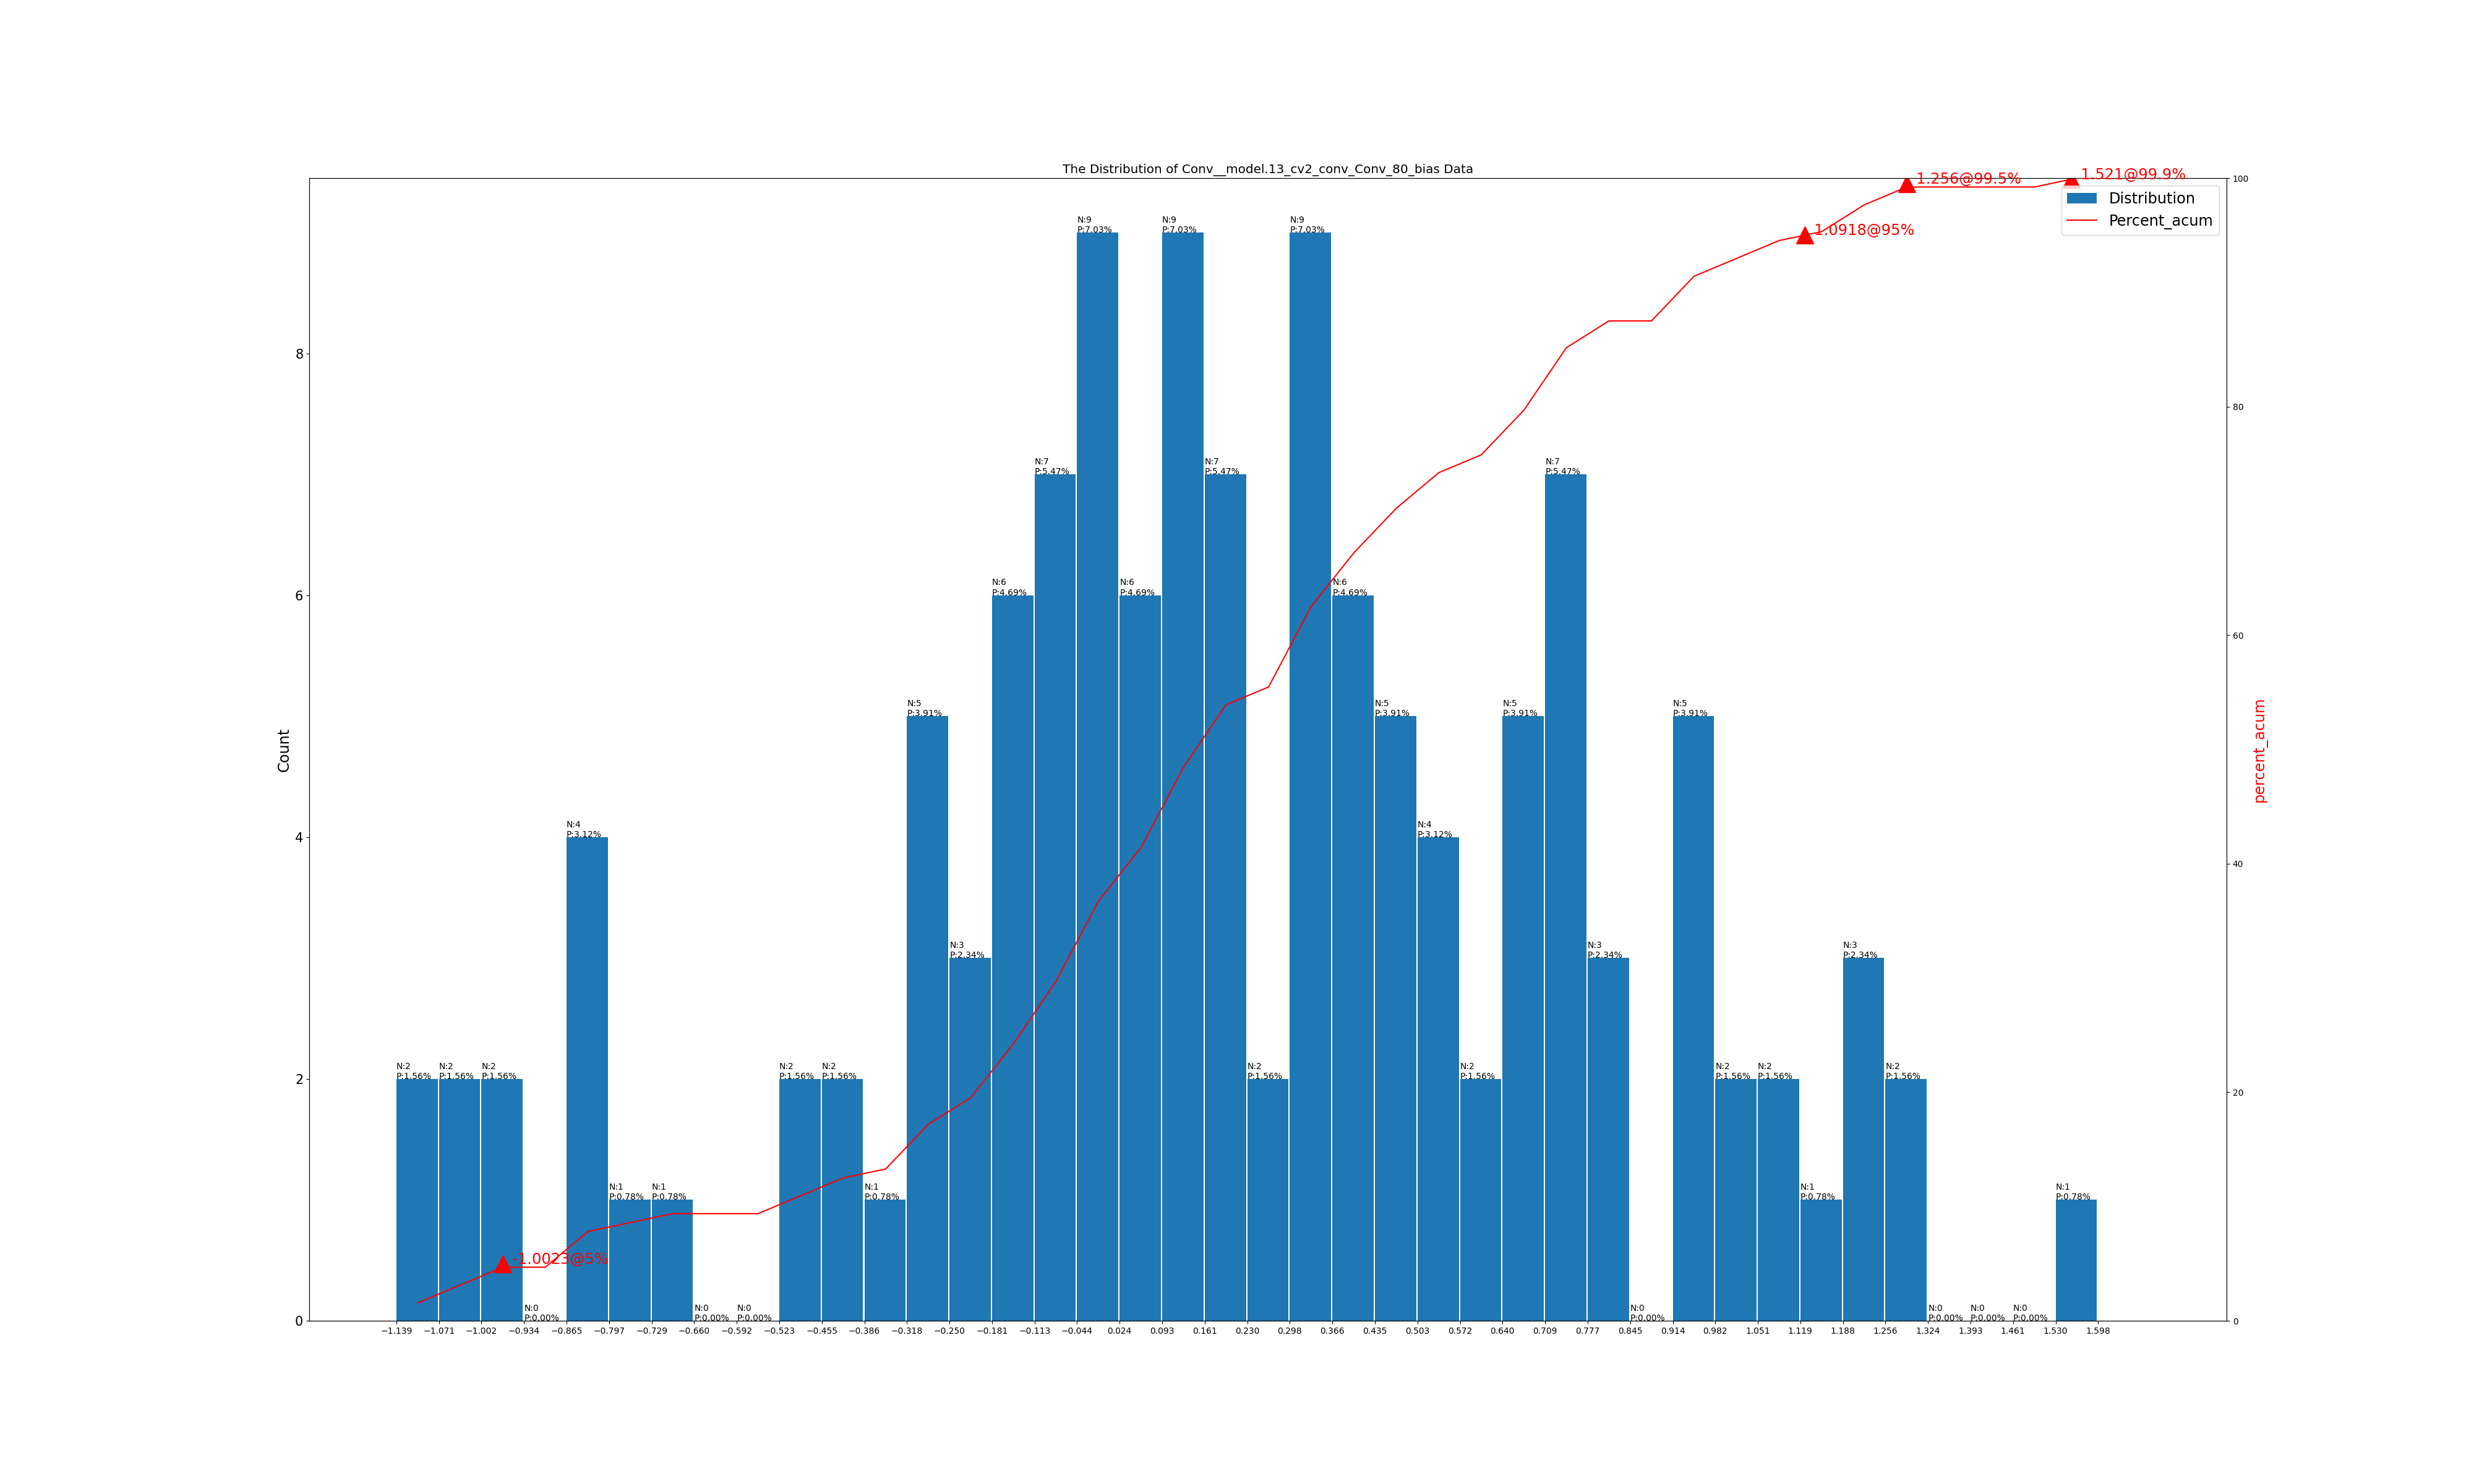 The Distribution of Conv__model.13_cv2_conv_Conv_80_bias Data
1.256@99.5%
1.521@99.9%
1.0918@95%
-1.0023@5%
Distribution
Percent_acum
Count
percent_acum
0
2
4
6
8
0
20
40
60
80
100
N:2
P:1.56%
N:2
P:1.56%
N:2
P:1.56%
N:0
P:0.00%
N:4
P:3.12%
N:1
P:0.78%
N:1
P:0.78%
N:0
P:0.00%
N:0
P:0.00%
N:2
P:1.56%
N:2
P:1.56%
N:1
P:0.78%
N:5
P:3.91%
N:3
P:2.34%
N:6
P:4.69%
N:7
P:5.47%
N:9
P:7.03%
N:6
P:4.69%
N:9
P:7.03%
N:7
P:5.47%
N:2
P:1.56%
N:9
P:7.03%
N:6
P:4.69%
N:5
P:3.91%
N:4
P:3.12%
N:2
P:1.56%
N:5
P:3.91%
N:7
P:5.47%
N:3
P:2.34%
N:0
P:0.00%
N:5
P:3.91%
N:2
P:1.56%
N:2
P:1.56%
N:1
P:0.78%
N:3
P:2.34%
N:2
P:1.56%
N:0
P:0.00%
N:0
P:0.00%
N:0
P:0.00%
N:1
P:0.78%
−1.139 −1.071 −1.002 −0.934 −0.865 −0.797 −0.729 −0.660 −0.592 −0.523 −0.455 −0.386 −0.318 −0.250 −0.181 −0.113 −0.044 0.024 0.093 0.161 0.230 0.298 0.366 0.435 0.503 0.572 0.640 0.709 0.777 0.845 0.914 0.982 1.051 1.119 1.188 1.256 1.324 1.393 1.461 1.530 1.598